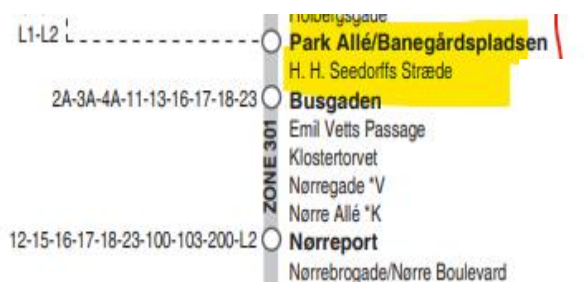 Holbergsgade
L1-L2
Park Allé/Banegårdspladsen
H. H. Seedorffs Stræde
2A-3A-4A-11-13-16-17-18-23
Busgaden
Emil Vetts Passage
ZONE 301
Klostertorvet
Nørregade *V
Nørre Allé *K
12-15-16-17-18-23-100-103-200-L2
Nørreport
Nørrebrogade/Nørre Boulevard